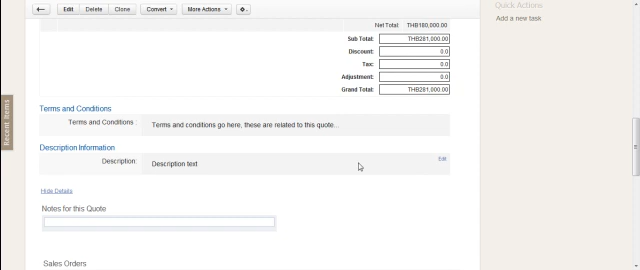 Edit Delete Clone Convert More Actions
Quick Actions
Add a new task
Net Total: THB180,000.00
Sub Total: THB281,000.00
Discount: 0.0
Tax: 0.0
Adjustment: 0.0
Grand Total: THB281,000.00
Recent Items
Terms and Conditions
Terms and Conditions : Terms and conditions go here, these are related to this quote...
Description Information
Description: Description text Edit
Hide Details
Notes for this Quote
Sales Orders